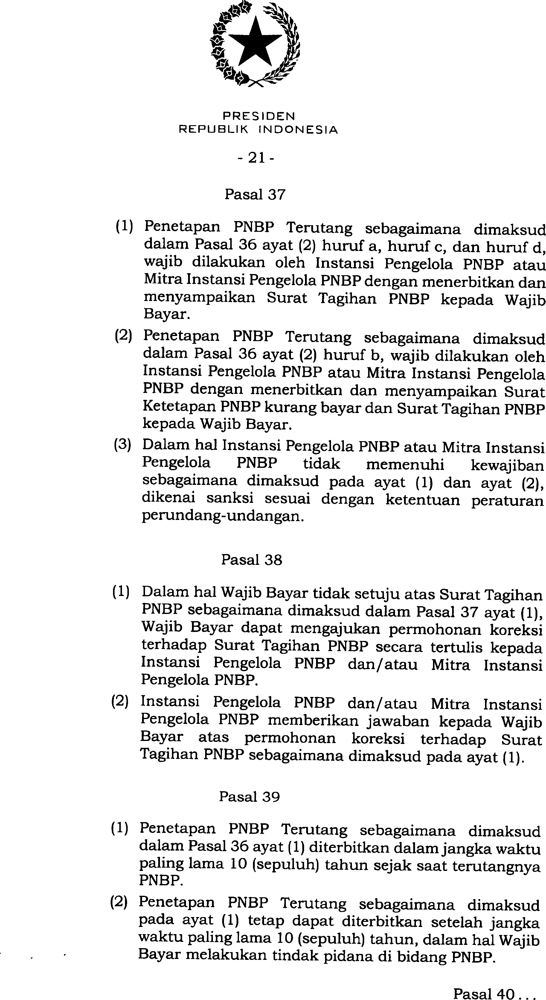 PRESIDEN
REPUBLIK INDONESIA
- 21 -
Pasal 37
(1) Penetapan PNBP Terutang sebagaimana dimaksud
dalam Pasal 36 ayat (2) huruf a, huruf c, dan huruf d,
wajib dilakukan oleh Instansi Pengelola PNBP atau
Mitra Instansi Pengelola PNBP dengan menerbitkan dan
menyampaikan Surat Tagihan PNBP kepada Wajib
Bayar.
(2) Penetapan PNBP Terutang sebagaimana dimaksud
dalam Pasal 36 ayat (2) huruf b, wajib dilakukan oleh
Instansi Pengelola PNBP atau Mitra Instansi Pengelola
PNBP dengan menerbitkan dan menyampaikan Surat
Ketetapan PNBP kurang bayar dan Surat Tagihan PNBP
kepada Wajib Bayar.
(3) Dalam hal Instansi Pengelola PNBP atau Mitra Instansi
Pengelola PNBP tidak memenuhi kewajiban
sebagaimana dimaksud pada ayat (1) dan ayat (2),
dikenai sanksi sesuai dengan ketentuan peraturan
perundang-undangan.
Pasal 38
(1) Dalam hal Wajib Bayar tidak setuju atas Surat Tagihan
PNBP sebagaimana dimaksud dalam Pasal 37 ayat (1),
Wajib Bayar dapat mengajukan permohonan koreksi
terhadap Surat Tagihan PNBP secara tertulis kepada
Instansi Pengelola PNBP dan/atau Mitra Instansi
Pengelola PNBP.
(2) Instansi Pengelola PNBP dan/atau Mitra Instansi
Pengelola PNBP memberikan jawaban kepada Wajib
Bayar atas permohonan koreksi terhadap Surat
Tagihan PNBP sebagaimana dimaksud pada ayat (1).
Pasal 39
(1) Penetapan PNBP Terutang sebagaimana dimaksud
dalam Pasal 36 ayat (1) diterbitkan dalam jangka waktu
paling lama 10 (sepuluh) tahun sejak saat terutangnya
PNBP.
(2) Penetapan PNBP Terutang sebagaimana dimaksud
pada ayat (1) tetap dapat diterbitkan setelah jangka
waktu paling lama 10 (sepuluh) tahun, dalam hal Wajib
Bayar melakukan tindak pidana di bidang PNBP.
Pasal 40 . . .